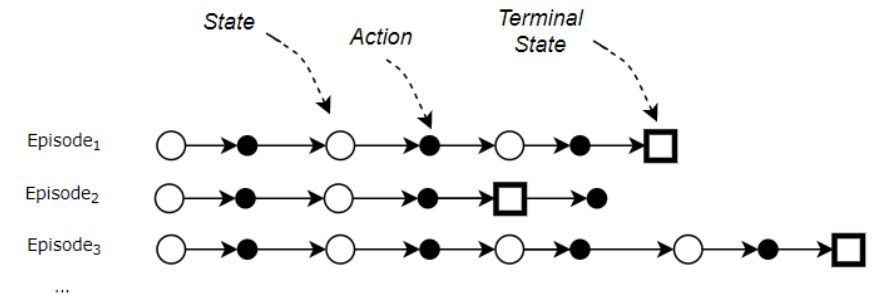 State
Action
Terminal
State
Episode₁
Episode₂
Episode₃
...